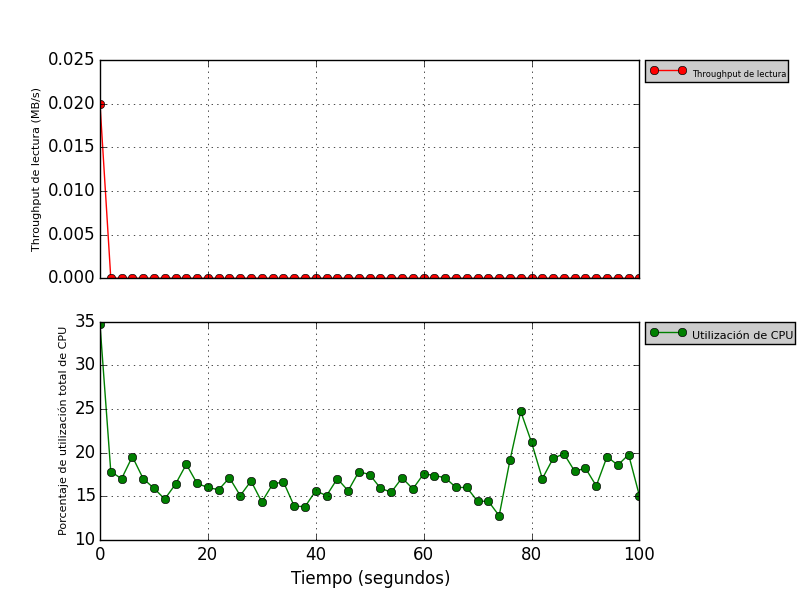 0.025
0.020
0.015
0.010
0.005
0.000
Throughput de lectura (MB/s)
Throughput de lectura
35
30
25
20
15
10
Porcentaje de utilización total de CPU
Utilización de CPU
0 20 40 60 80 100
Tiempo (segundos)